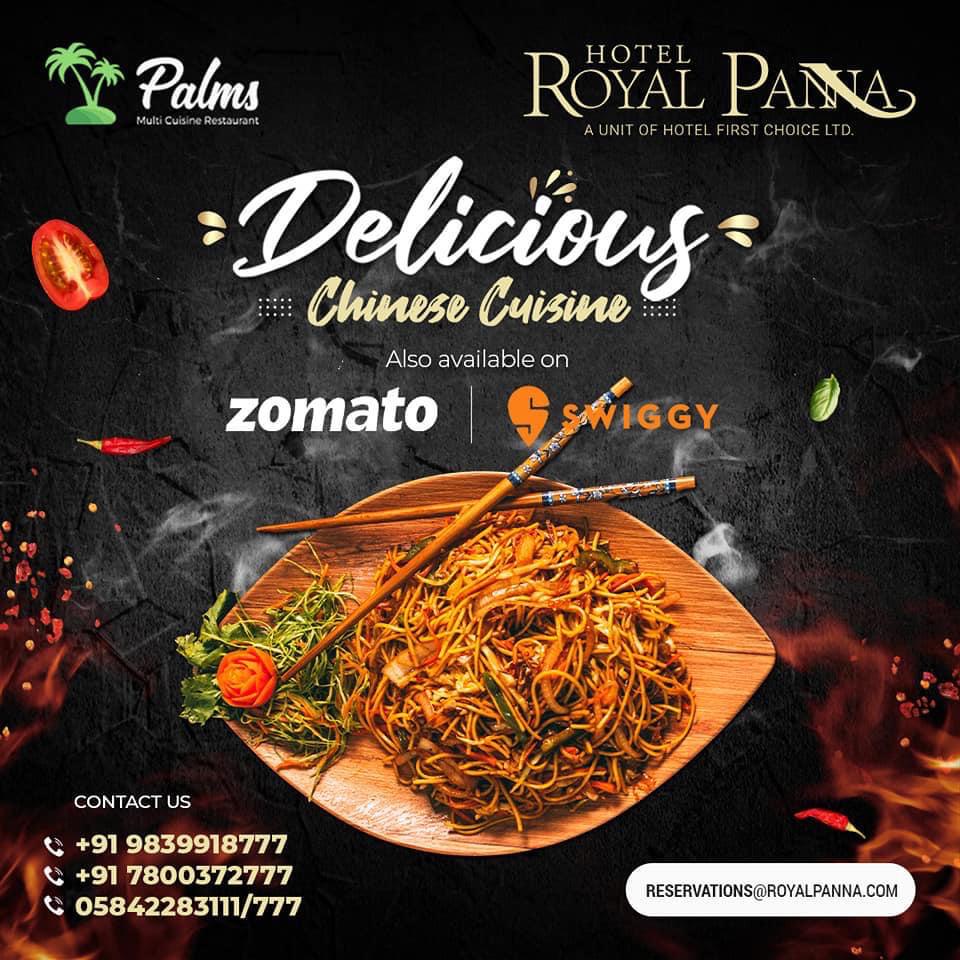 Palms
Multi Cuisine Restaurant
HOTEL
ROYAL PANNA
A UNIT OF HOTEL FIRST CHOICE LTD.
Delicious
Chinese Cuisine
Also available on
zomato
SWIGGY
CONTACT US
+91 9839918777
+91 7800372777
05842283111/777
RESERVATIONS@ROYALPANNA.COM